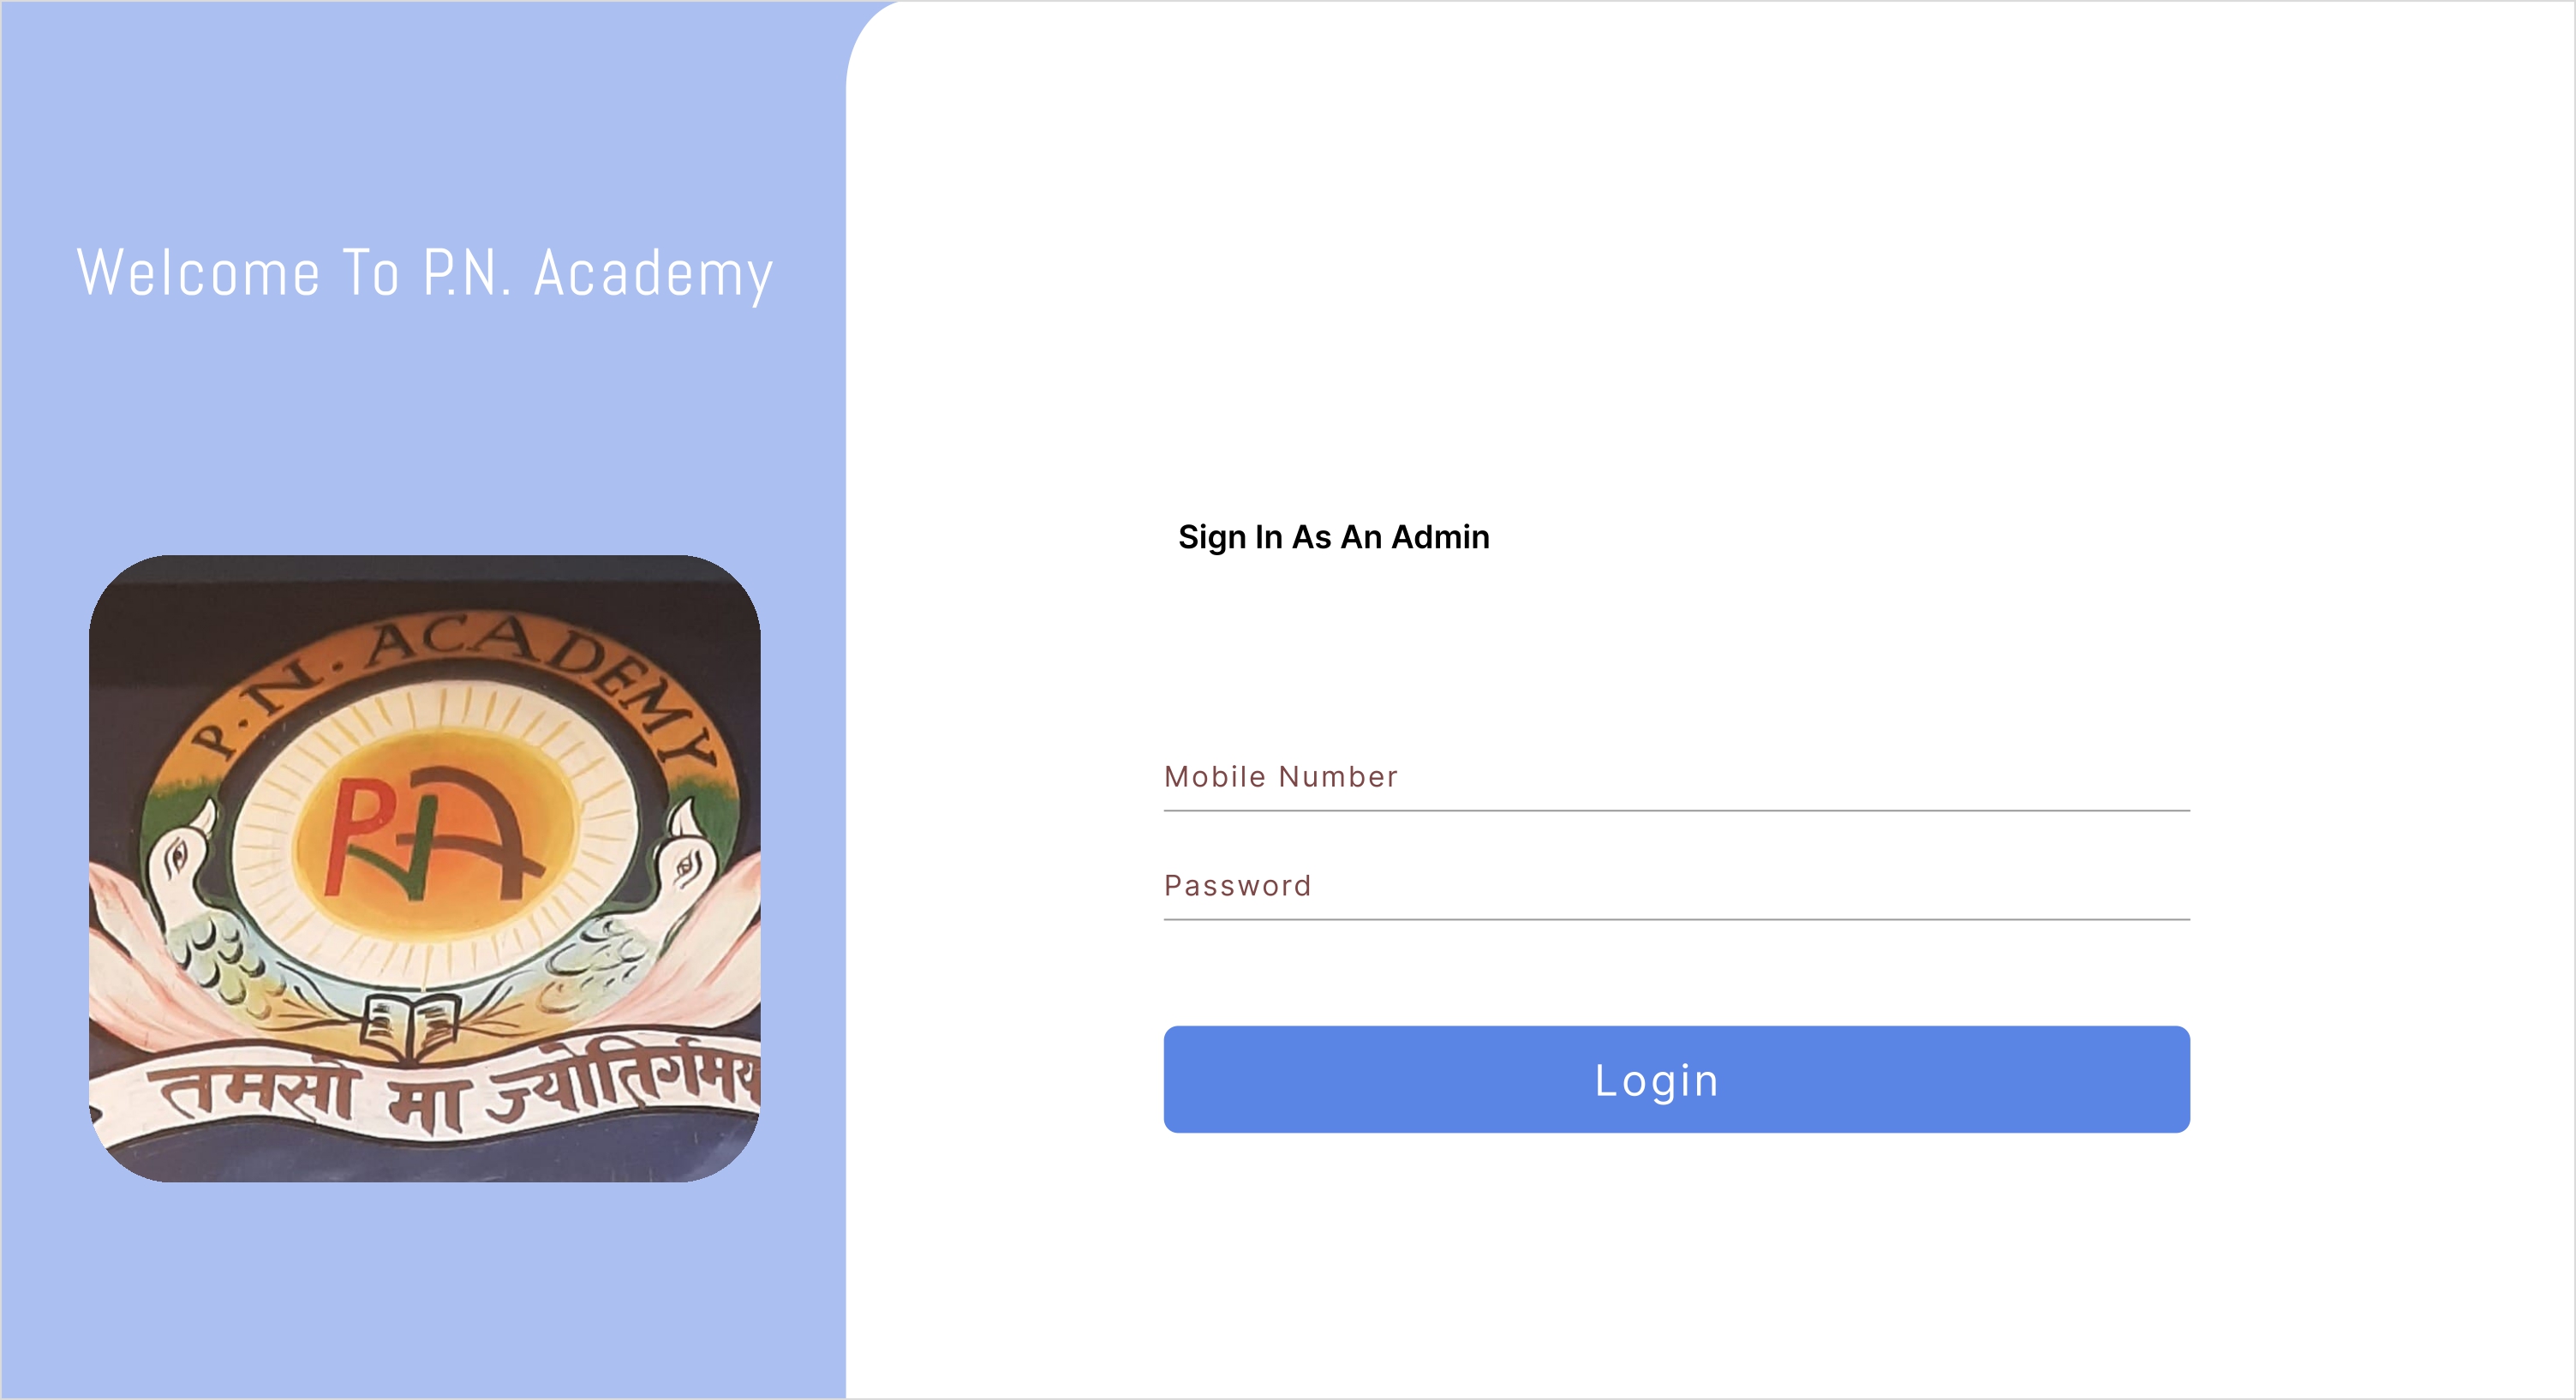 Welcome To P.N. Academy
P.N. ACADEMY
PNA
तमसो मा ज्योतिर्गमय
Sign In As An Admin
Mobile Number
Password
Login